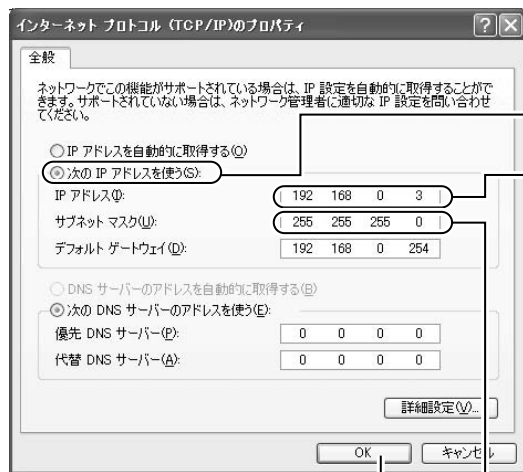 インターネット プロトコル (TCP/IP)のプロパティ
全般
ネットワークでこの機能がサポートされている場合は、IP 設定を自動的に取得することがで
きます。サポートされていない場合は、ネットワーク管理者に適切な IP 設定を問い合わせ
てください。
IP アドレスを自動的に取得する(O)
次の IP アドレスを使う(S):
IP アドレス(I): 192 168 0 3
サブネット マスク(U): 255 255 255 0
デフォルト ゲートウェイ(D): 192 168 0 254
DNS サーバーのアドレスを自動的に取得する(B)
次の DNS サーバーのアドレスを使う(E):
優先 DNS サーバー(P): 0 0 0 0
代替 DNS サーバー(A): 0 0 0 0
詳細設定(V)...
OK キャンセル